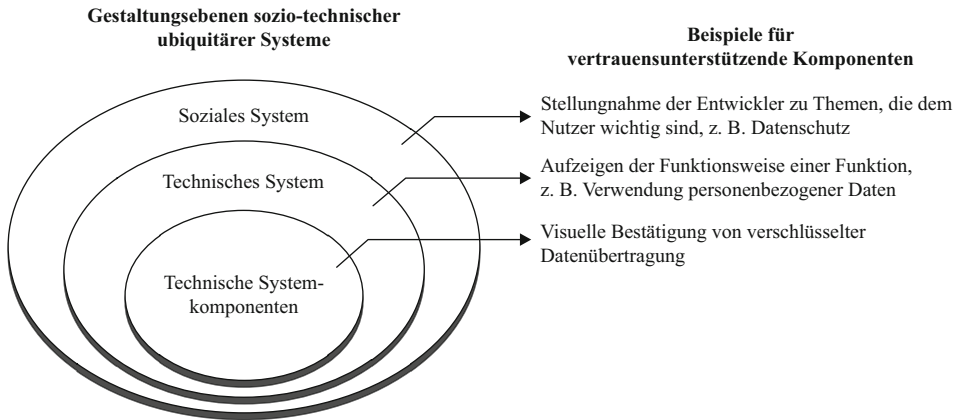 Gestaltungsebenen sozio-technischer
ubiquitärer Systeme
Beispiele für
vertrauensunterstützende Komponenten
Soziales System
Stellungnahme der Entwickler zu Themen, die dem
Nutzer wichtig sind, z. B. Datenschutz
Technisches System
Aufzeigen der Funktionsweise einer Funktion,
z. B. Verwendung personenbezogener Daten
Technische System-
komponenten
Visuelle Bestätigung von verschlüsselter
Datenübertragung